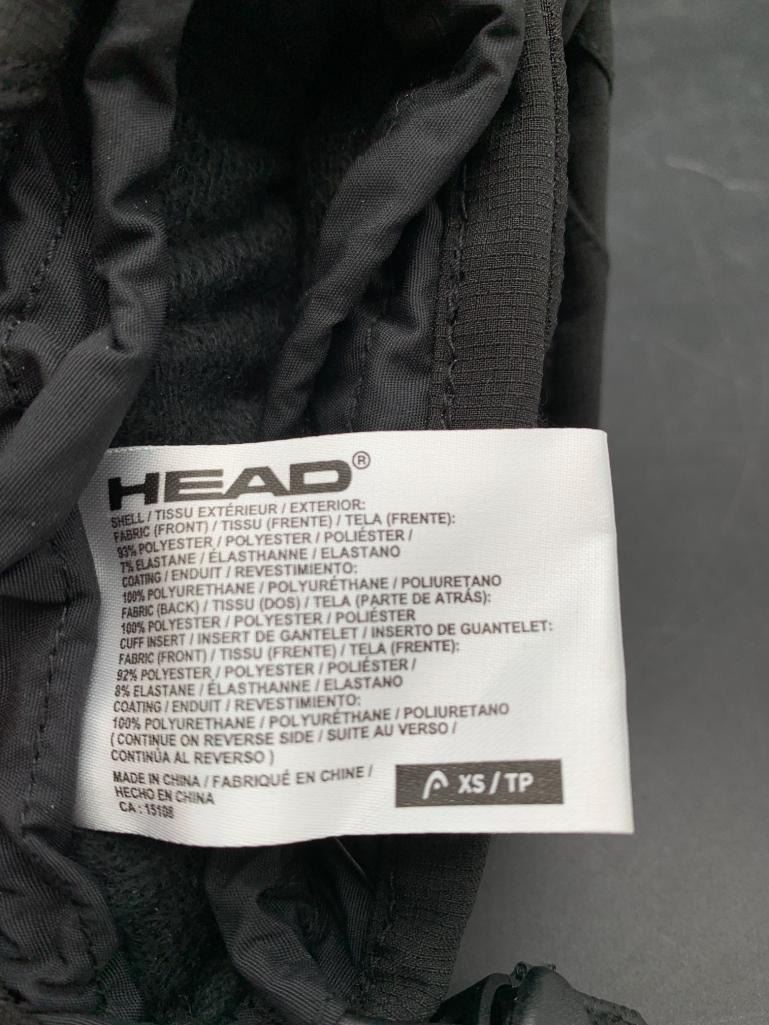 HEAD®
SHELL / TISSU EXTÉRIEUR / EXTERIOR:
FABRIC (FRONT) / TISSU (FRENTE) / TELA (FRENTE):
93% POLYESTER / POLYESTER / POLIÉSTER /
7% ELASTANE / ÉLASTHANNE / ELASTANO
COATING / ENDUIT / REVESTIMIENTO:
100% POLYURETHANE / POLYURÉTHANE / POLIURETANO
FABRIC (BACK) / TISSU (DOS) / TELA (PARTE DE ATRÁS):
100% POLYESTER / POLYESTER / POLIÉSTER
CUFF INSERT / INSERT DE GANTELET / INSERTO DE GUANTELET:
FABRIC (FRONT) / TISSU (FRENTE) / TELA (FRENTE):
92% POLYESTER / POLYESTER / POLIÉSTER /
8% ELASTANE / ÉLASTHANNE / ELASTANO
COATING / ENDUIT / REVESTIMIENTO:
100% POLYURETHANE / POLYURÉTHANE / POLIURETANO
( CONTINUE ON REVERSE SIDE / SUITE AU VERSO /
CONTINÚA AL REVERSO )
MADE IN CHINA / FABRIQUÉ EN CHINE /
HECHO EN CHINA
CA : 15108
XS / TP